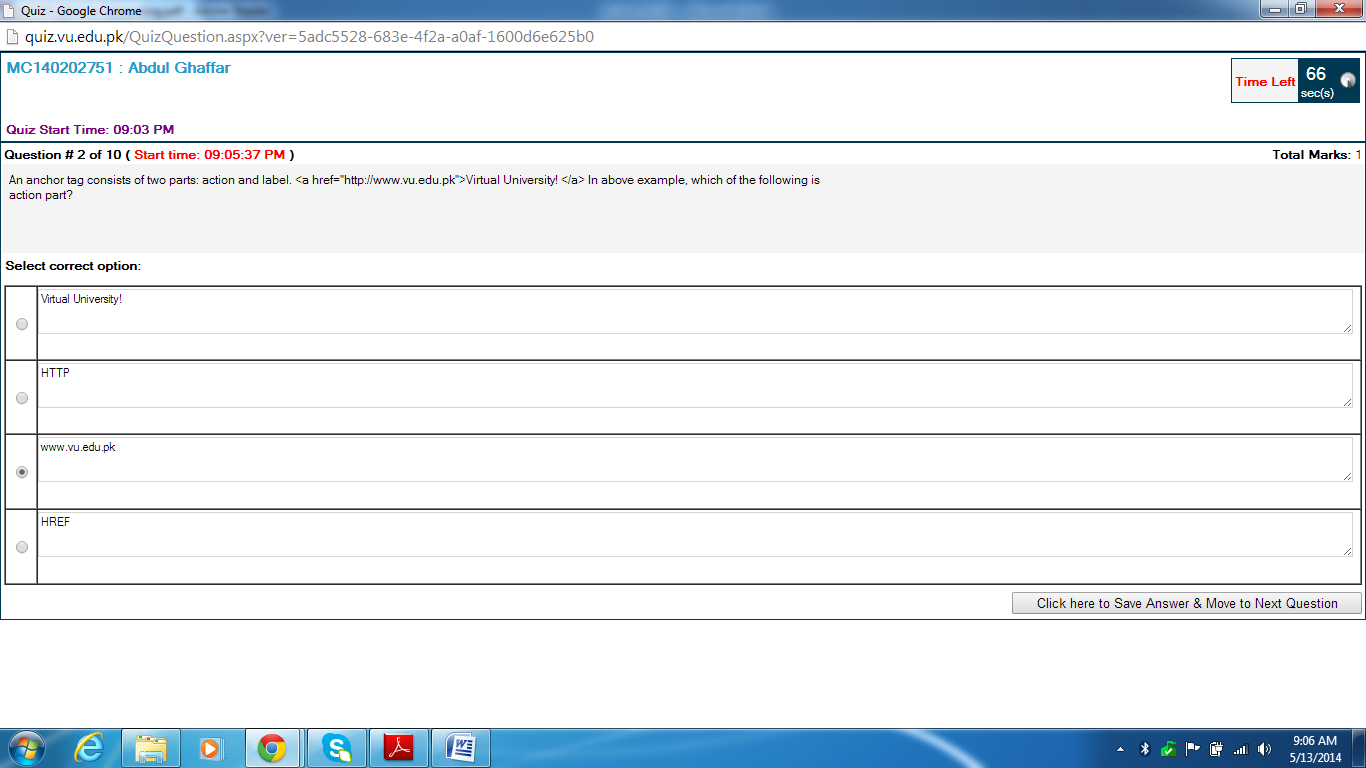 Quiz - Google Chrome
quiz.vu.edu.pk/QuizQuestion.aspx?ver=5adc5528-683e-4f2a-a0af-1600d6e625b0
MC140202751 : Abdul Ghaffar
Time Left 66
sec(s)
Quiz Start Time: 09:03 PM
Question # 2 of 10 ( Start time: 09:05:37 PM ) Total Marks: 1
An anchor tag consists of two parts: action and label. <a href="http://www.vu.edu.pk">Virtual University! </a> In above example, which of the following is
action part?
Select correct option:
Virtual University!
HTTP
www.vu.edu.pk
HREF
Click here to Save Answer & Move to Next Question
9:06 AM
5/13/2014